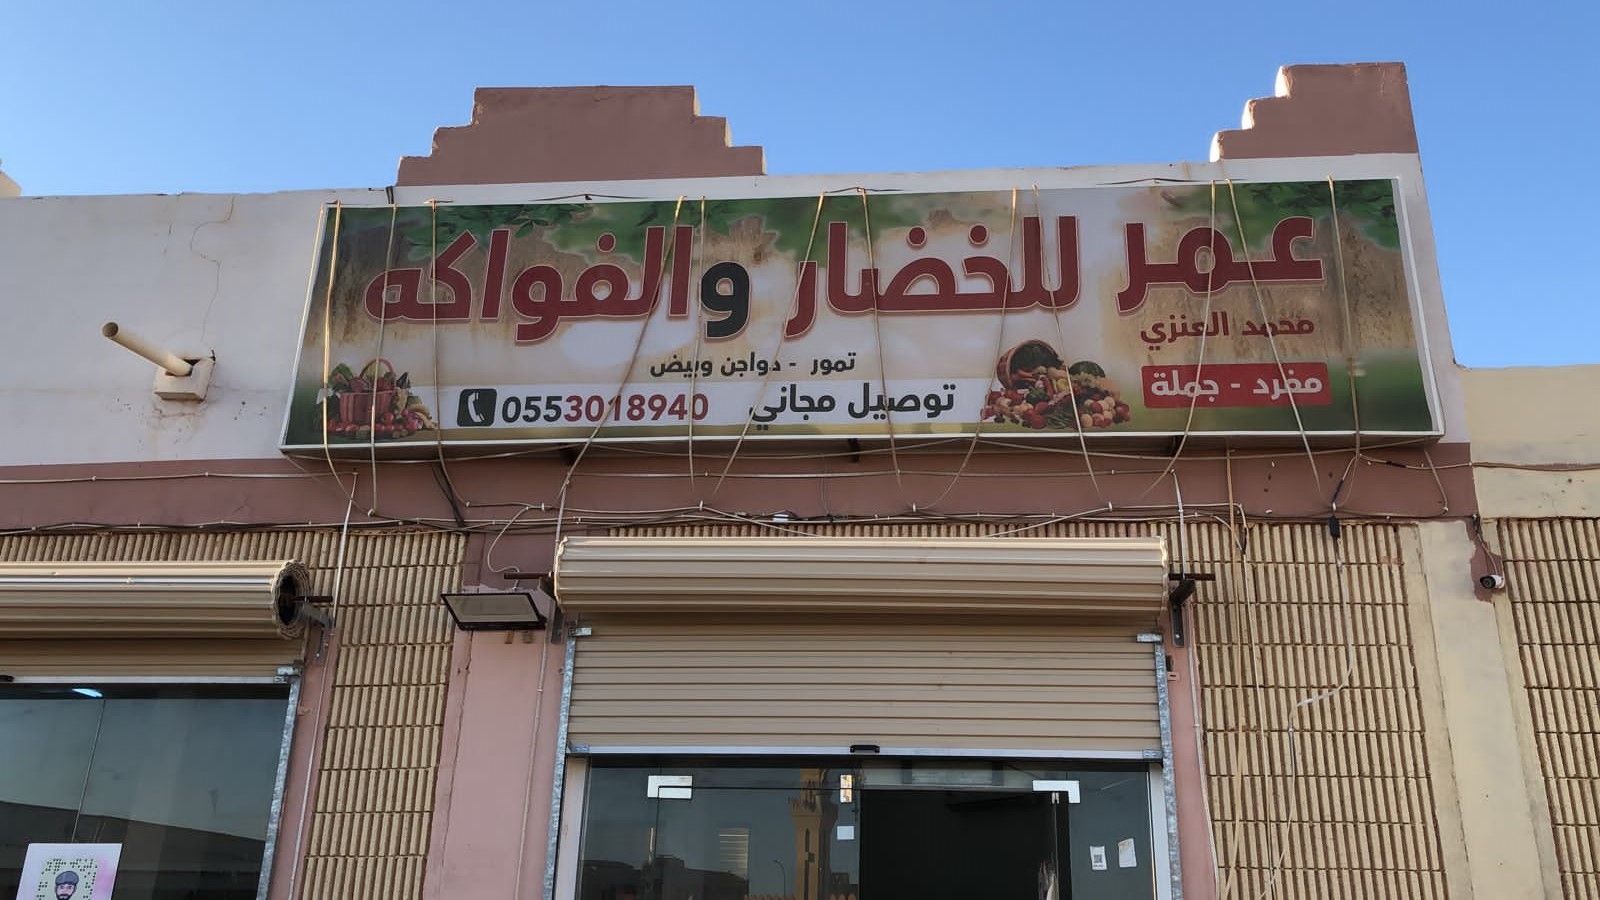 عمر للخضار والفواكه
محمد العنزي
تمور - دواجن وبيض
مفرد - جملة
توصيل مجاني 0553018940